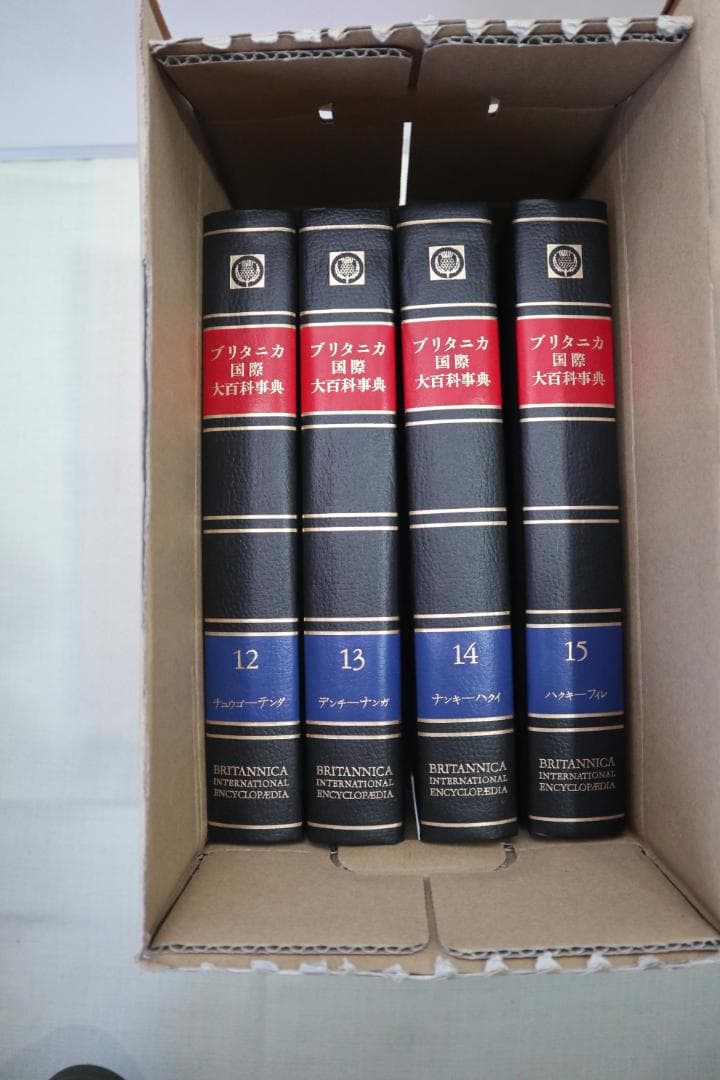 ブリタニカ
国際
大百科事典
12
チュウゴ―テンダ
BRITANNICA
INTERNATIONAL
ENCYCLOPÆDIA
ブリタニカ
国際
大百科事典
13
デンチ―ナンガ
BRITANNICA
INTERNATIONAL
ENCYCLOPÆDIA
ブリタニカ
国際
大百科事典
14
ナンキ―ハクイ
BRITANNICA
INTERNATIONAL
ENCYCLOPÆDIA
ブリタニカ
国際
大百科事典
15
ハクキ―フィレ
BRITANNICA
INTERNATIONAL
ENCYCLOPÆDIA